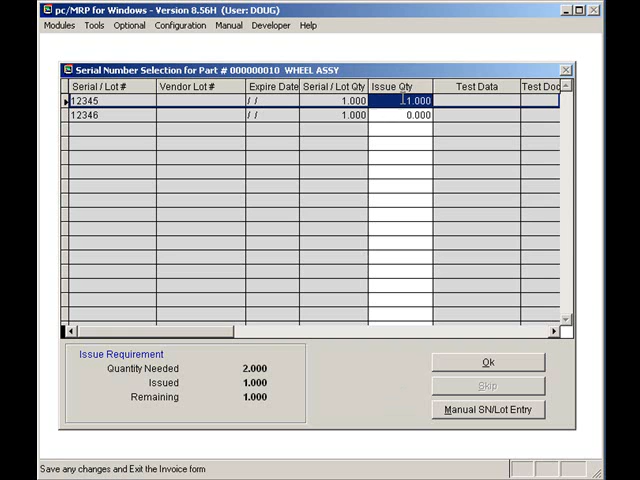 pc/MRP for Windows - Version 8.56H (User: DOUG)
Modules Tools Optional Configuration Manual Developer Help
Serial Number Selection for Part # 000000010 WHEEL ASSY
Serial / Lot # Vendor Lot # Expire Date Serial / Lot Qty Issue Qty Test Data Test Doc
12345 / / 1.000 1.000
12346 / / 1.000 0.000
Issue Requirement
Quantity Needed 2.000
Issued 1.000
Remaining 1.000
Ok
Skip
Manual SN/Lot Entry
Save any changes and Exit the Invoice form